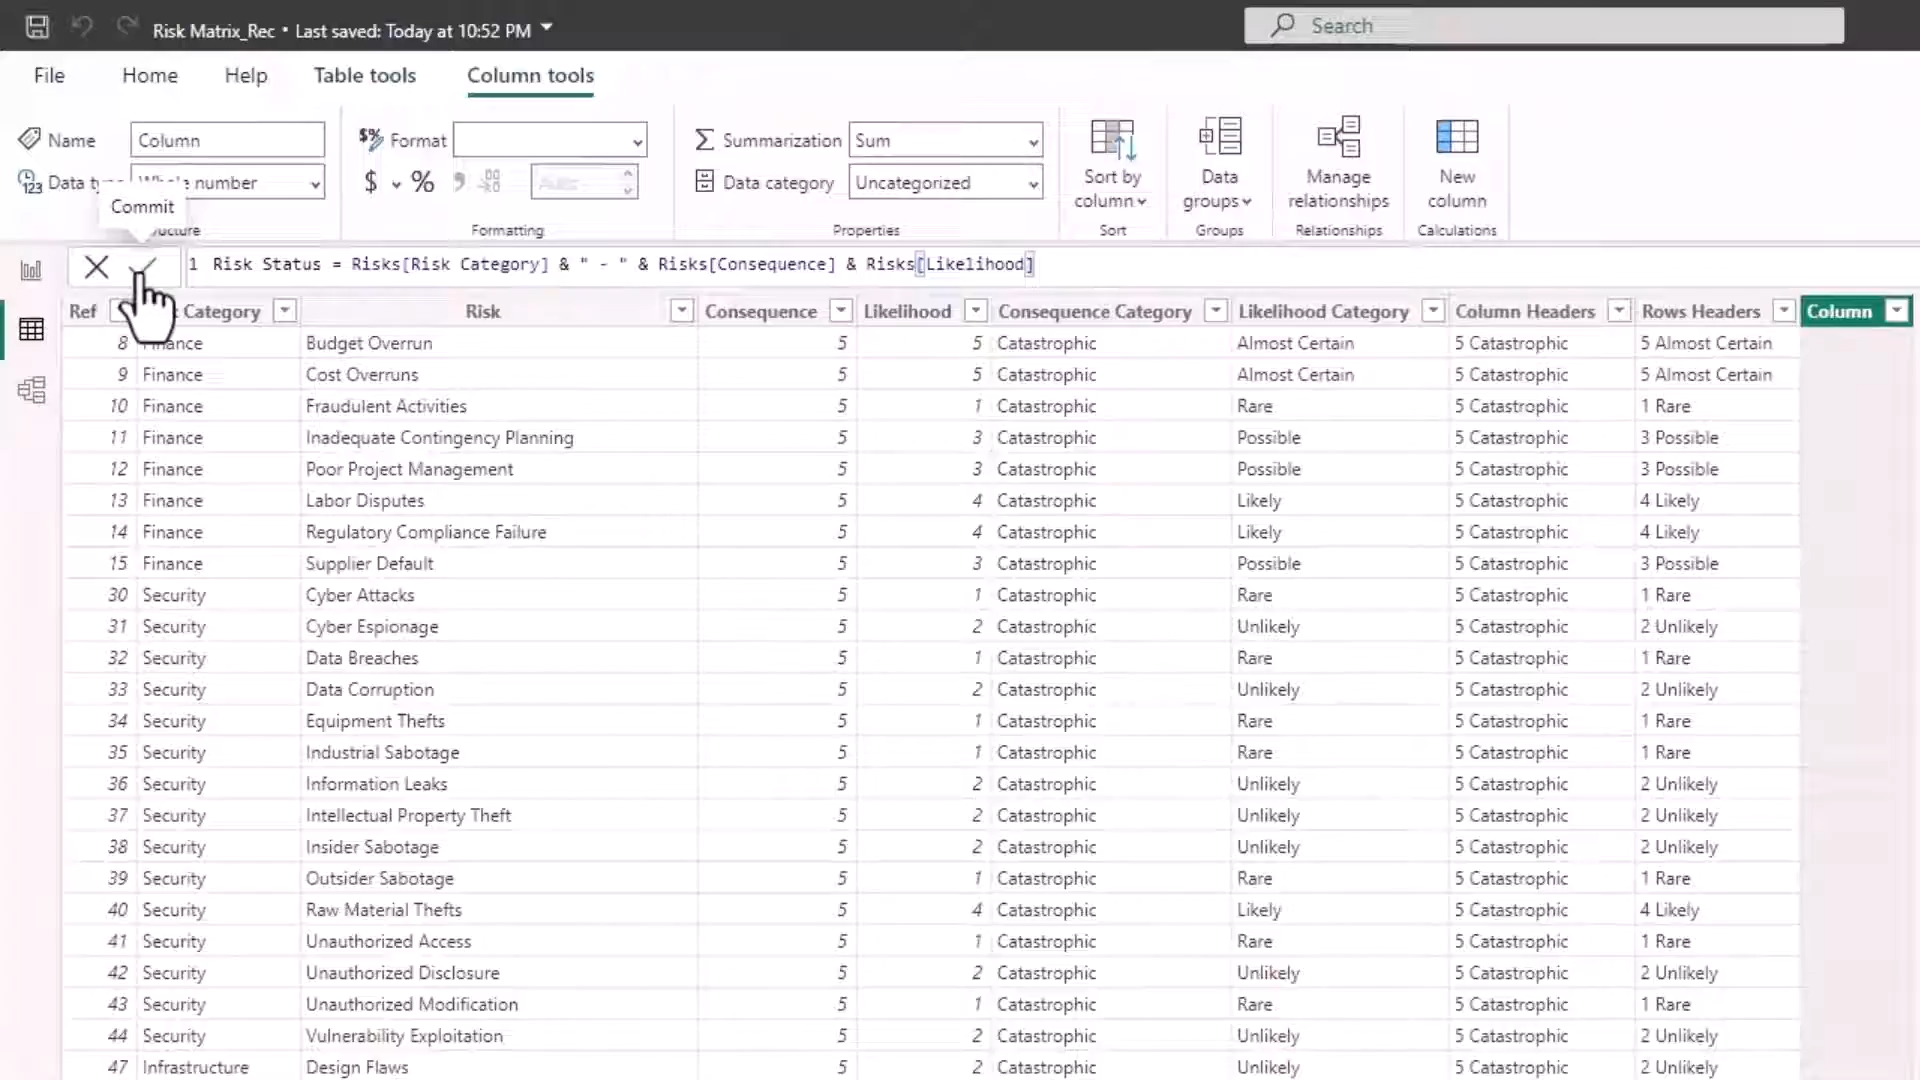 Risk Matrix_Rec • Last saved: Today at 10:52 PM
Search
File Home Help Table tools Column tools
Name Column
Format
Summarization Sum
Data number
Data category Uncategorized
$ %
Commit
Sort by column
Data groups
Manage relationships
New column
Formatting
Properties
Sort
Groups
Relationships
Calculations
1 Risk Status = Risks[Risk Category] & " - " & Risks[Consequence] & Risks[Likelihood]
Ref Category Risk Consequence Likelihood Consequence Category Likelihood Category Column Headers Rows Headers Column
8 Finance Budget Overrun 5 5 Catastrophic Almost Certain 5 Catastrophic 5 Almost Certain
9 Finance Cost Overruns 5 5 Catastrophic Almost Certain 5 Catastrophic 5 Almost Certain
10 Finance Fraudulent Activities 5 1 Catastrophic Rare 5 Catastrophic 1 Rare
11 Finance Inadequate Contingency Planning 5 3 Catastrophic Possible 5 Catastrophic 3 Possible
12 Finance Poor Project Management 5 3 Catastrophic Possible 5 Catastrophic 3 Possible
13 Finance Labor Disputes 5 4 Catastrophic Likely 5 Catastrophic 4 Likely
14 Finance Regulatory Compliance Failure 5 4 Catastrophic Likely 5 Catastrophic 4 Likely
15 Finance Supplier Default 5 3 Catastrophic Possible 5 Catastrophic 3 Possible
30 Security Cyber Attacks 5 1 Catastrophic Rare 5 Catastrophic 1 Rare
31 Security Cyber Espionage 5 2 Catastrophic Unlikely 5 Catastrophic 2 Unlikely
32 Security Data Breaches 5 1 Catastrophic Rare 5 Catastrophic 1 Rare
33 Security Data Corruption 5 2 Catastrophic Unlikely 5 Catastrophic 2 Unlikely
34 Security Equipment Thefts 5 1 Catastrophic Rare 5 Catastrophic 1 Rare
35 Security Industrial Sabotage 5 1 Catastrophic Rare 5 Catastrophic 1 Rare
36 Security Information Leaks 5 2 Catastrophic Unlikely 5 Catastrophic 2 Unlikely
37 Security Intellectual Property Theft 5 2 Catastrophic Unlikely 5 Catastrophic 2 Unlikely
38 Security Insider Sabotage 5 2 Catastrophic Unlikely 5 Catastrophic 2 Unlikely
39 Security Outsider Sabotage 5 1 Catastrophic Rare 5 Catastrophic 1 Rare
40 Security Raw Material Thefts 5 4 Catastrophic Likely 5 Catastrophic 4 Likely
41 Security Unauthorized Access 5 1 Catastrophic Rare 5 Catastrophic 1 Rare
42 Security Unauthorized Disclosure 5 2 Catastrophic Unlikely 5 Catastrophic 2 Unlikely
43 Security Unauthorized Modification 5 1 Catastrophic Rare 5 Catastrophic 1 Rare
44 Security Vulnerability Exploitation 5 2 Catastrophic Unlikely 5 Catastrophic 2 Unlikely
47 Infrastructure Design Flaws 5 2 Catastrophic Unlikely 5 Catastrophic 2 Unlikely